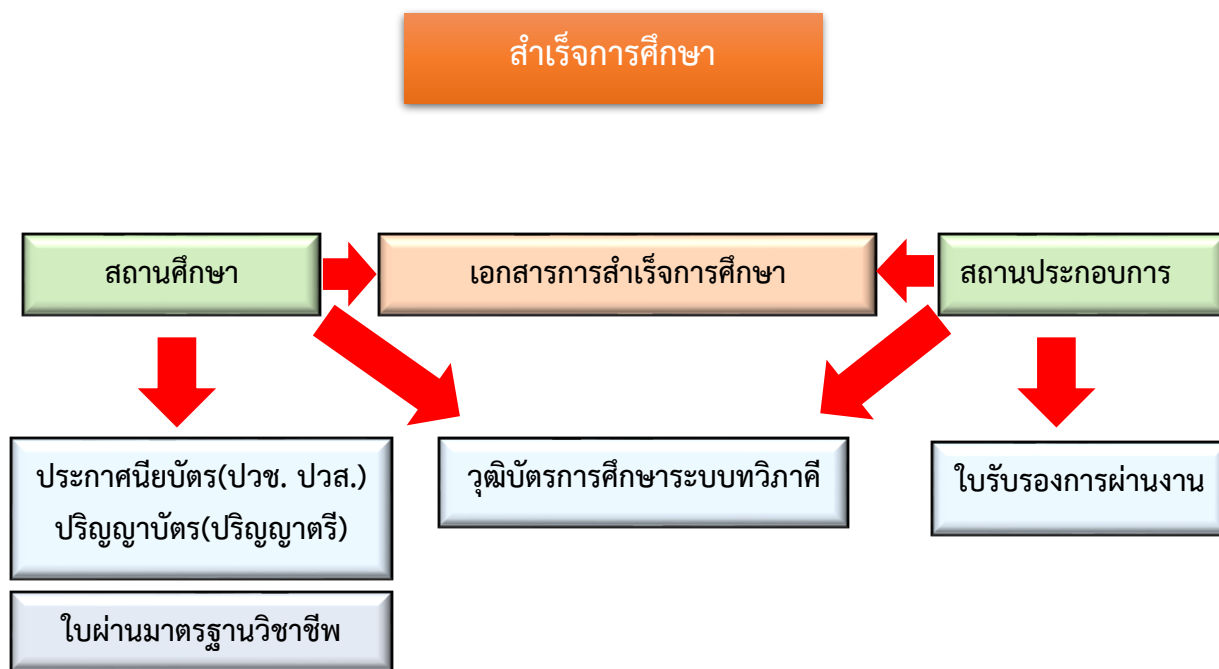 สำเร็จการศึกษา
สถานศึกษา
เอกสารการสำเร็จการศึกษา
สถานประกอบการ
ประกาศนียบัตร(ปวช. ปวส.)
ปริญญาบัตร(ปริญญาตรี)
วุฒิบัตรการศึกษาระบบทวิภาคี
ใบรับรองการผ่านงาน
ใบผ่านมาตรฐานวิชาชีพ